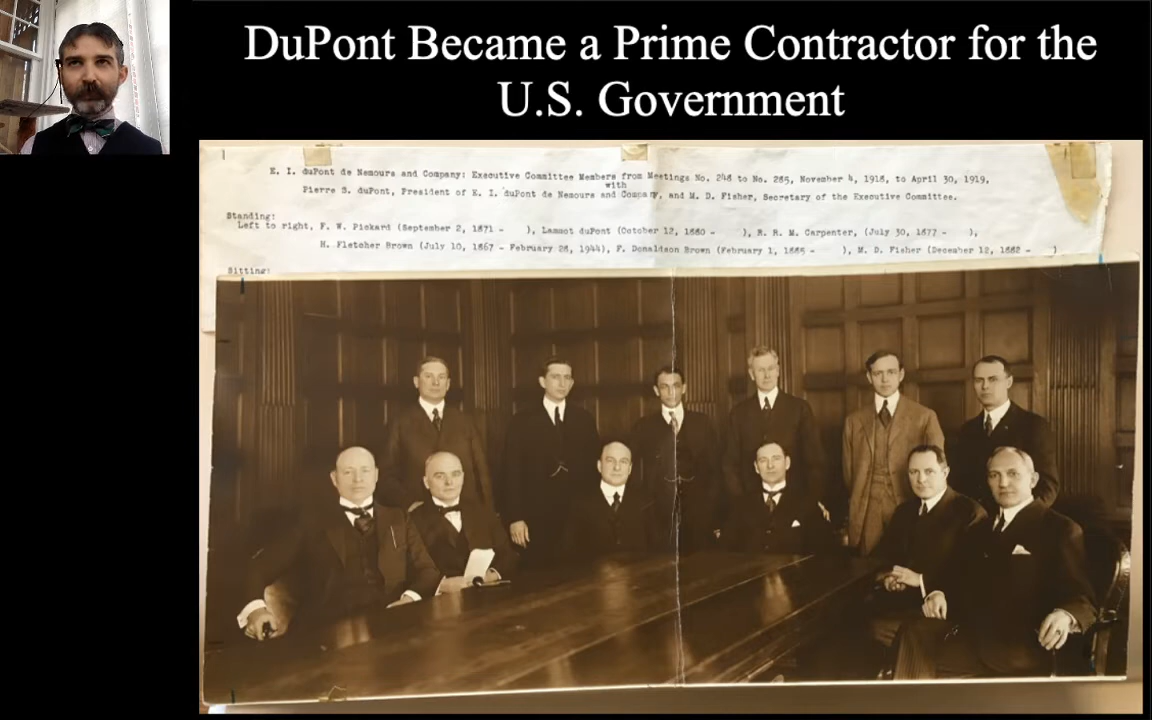 DuPont Became a Prime Contractor for the
U.S. Government
E. I. duPont de Nemours and Company: Executive Committee Members from Meetings No. 248 to No. 285, November 4, 1918, to April 30, 1919,
with
Pierre S. duPont, President of E. I. duPont de Nemours and Company, and M. D. Fisher, Secretary of the Executive Committee.
Standing:
Left to right, F. W. Pickard (September 2, 1871 - ), Lammot duPont (October 12, 1880 - ), R. R. M. Carpenter, (July 30, 1877 - ),
H. Fletcher Brown (July 10, 1867 - February 28, 1944), F. Donaldson Brown (February 1, 1885 - ), M. D. Fisher (December 12, 1882 - )
Sitting: